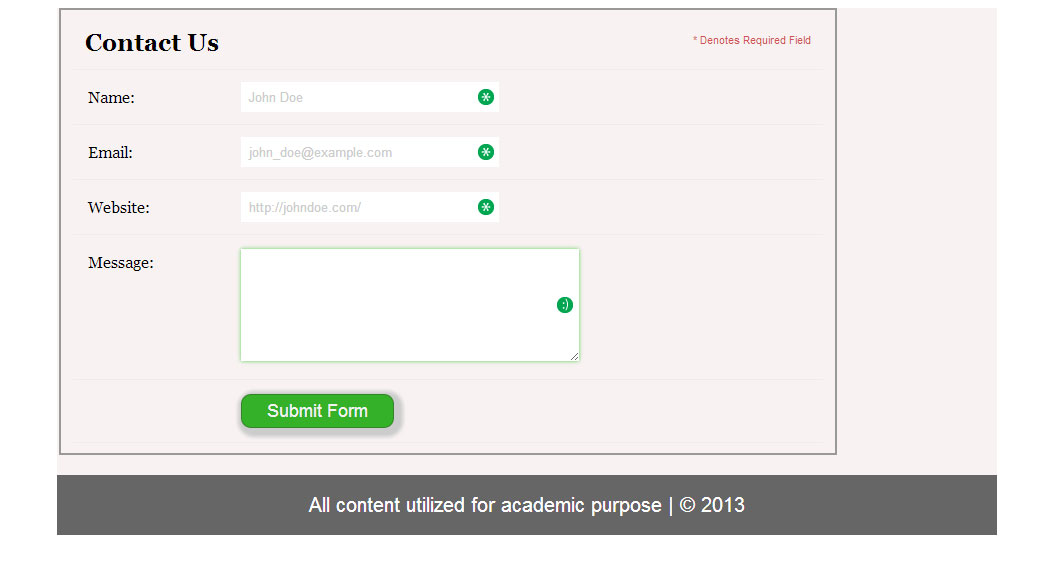 Contact Us
* Denotes Required Field
Name: John Doe *
Email: john_doe@example.com *
Website: http://johndoe.com/ *
Message: :)
Submit Form
All content utilized for academic purpose | © 2013